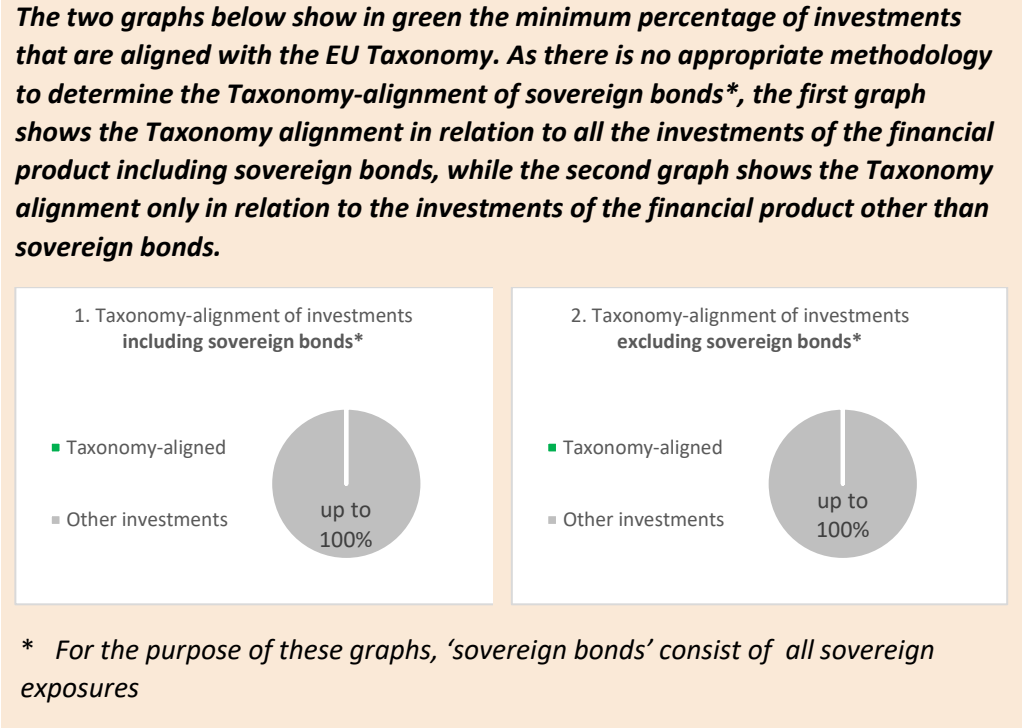 The two graphs below show in green the minimum percentage of investments
that are aligned with the EU Taxonomy. As there is no appropriate methodology
to determine the Taxonomy-alignment of sovereign bonds*, the first graph
shows the Taxonomy alignment in relation to all the investments of the financial
product including sovereign bonds, while the second graph shows the Taxonomy
alignment only in relation to the investments of the financial product other than
sovereign bonds.
1. Taxonomy-alignment of investments
including sovereign bonds*
Taxonomy-aligned
Other investments
up to
100%
2. Taxonomy-alignment of investments
excluding sovereign bonds*
Taxonomy-aligned
Other investments
up to
100%
* For the purpose of these graphs, ‘sovereign bonds’ consist of all sovereign
exposures